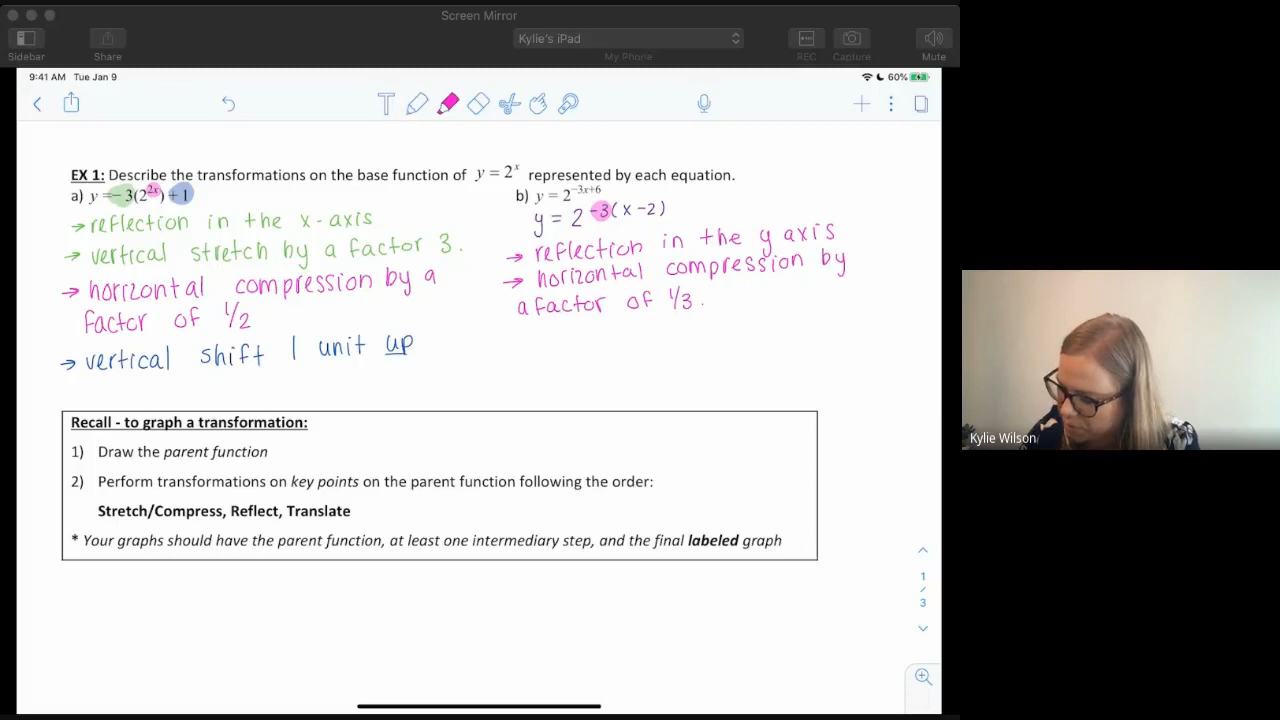 Screen Mirror
Kylie's iPad
Sidebar
Share
My Phone
REC
Capture
Mute
9:41 AM Tue Jan 9
60%
EX 1: Describe the transformations on the base function of y = 2ˣ represented by each equation.
a) y = −3(2²ˣ) + 1
→ reflection in the x-axis
→ vertical stretch by a factor 3.
→ horizontal compression by a
factor of 1/2
→ vertical shift 1 unit up
b) y = 2⁻³ˣ⁺⁶
y = 2^-3(x-2)
→ reflection in the y axis
→ horizontal compression by
a factor of 1/3.
Recall - to graph a transformation:
1) Draw the parent function
2) Perform transformations on key points on the parent function following the order:
Stretch/Compress, Reflect, Translate
* Your graphs should have the parent function, at least one intermediary step, and the final labeled graph
1
/
3
Kylie Wilson